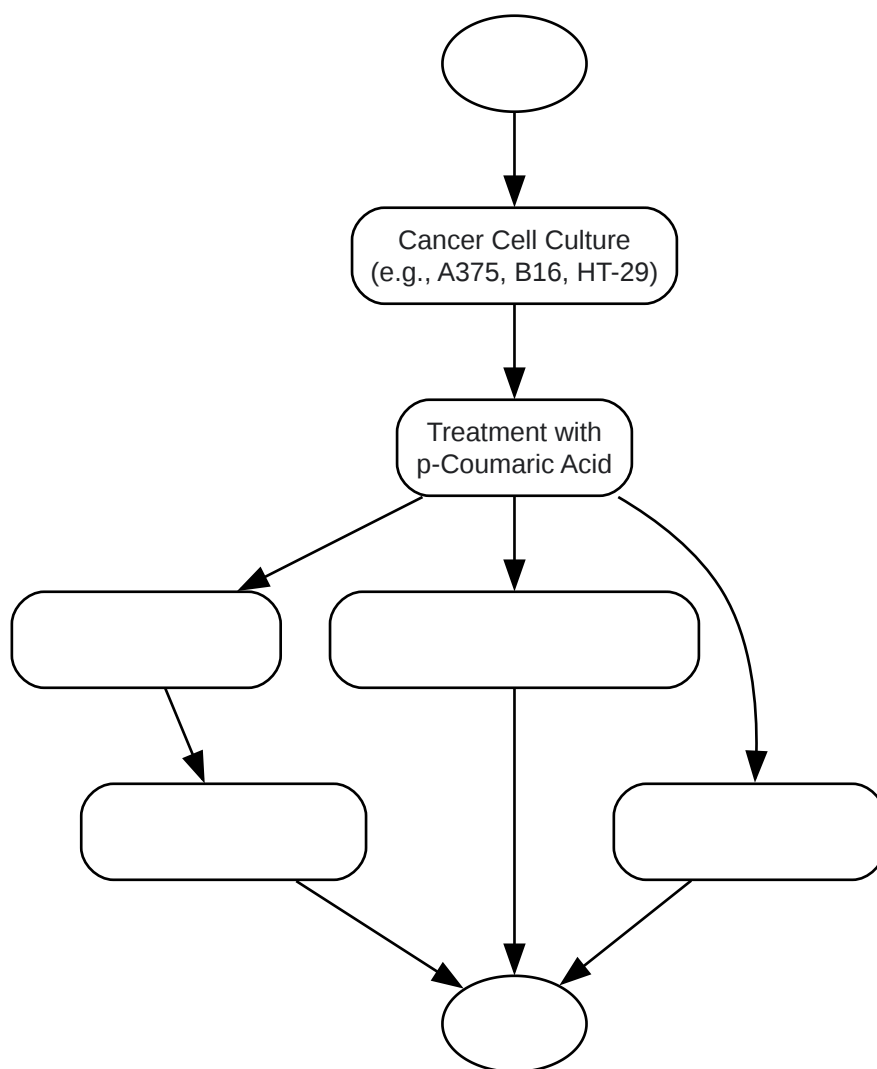 Cancer Cell Culture
(e.g., A375, B16, HT-29)
Treatment with
p-Coumaric Acid